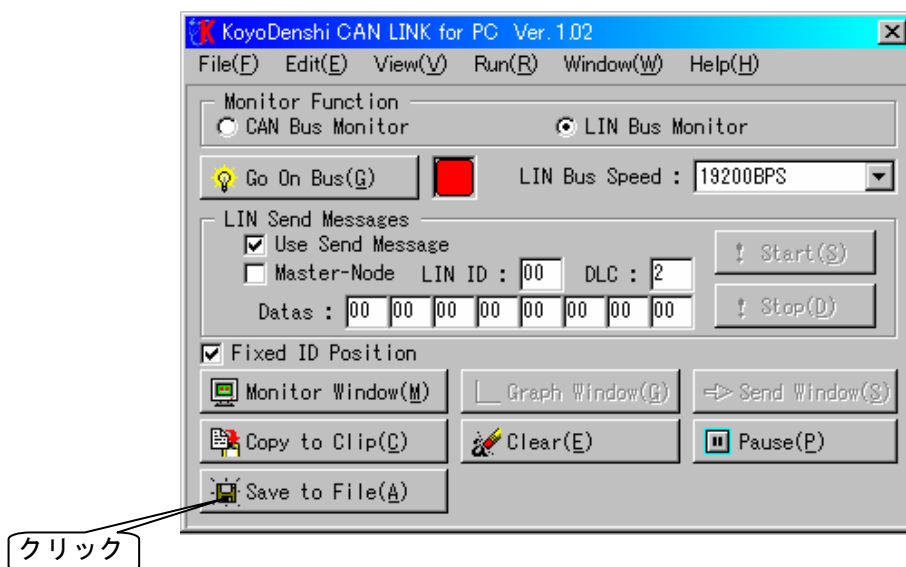 KoyoDenshi CAN LINK for PC Ver.1.02
File(F) Edit(E) View(V) Run(R) Window(W) Help(H)
Monitor Function
CAN Bus Monitor LIN Bus Monitor
Go On Bus(G) LIN Bus Speed : 19200BPS
LIN Send Messages
Use Send Message
Start(S)
Master-Node LIN ID : 00 DLC : 2
Datas : 00 00 00 00 00 00 00 00
Stop(D)
Fixed ID Position
Monitor Window(M) Graph Window(G) Send Window(S)
Copy to Clip(C) Clear(E) Pause(P)
Save to File(A)
クリック